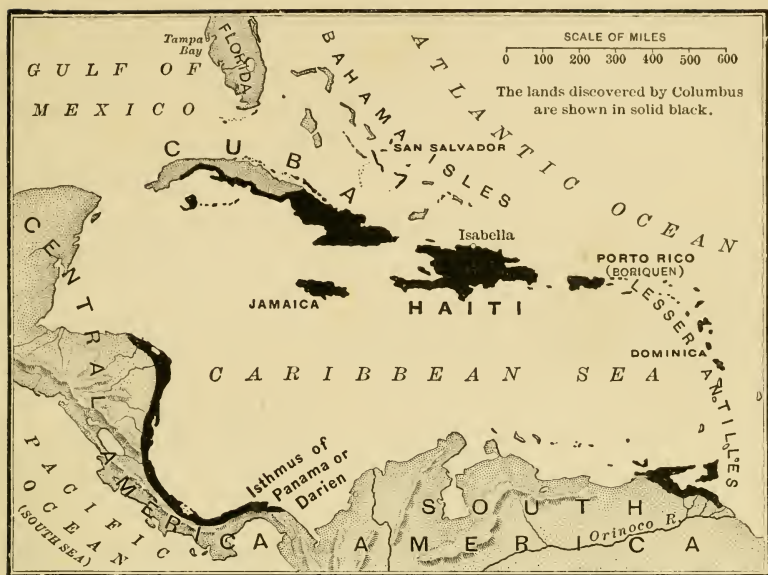 Tampa
Bay
FLORIDA
GULF OF
MEXICO
BAHAMA
ISLES
ATLANTIC OCEAN
SCALE OF MILES
0 100 200 300 400 500 600
The lands discovered by Columbus
are shown in solid black.
SAN SALVADOR
CUBA
Isabella
PORTO RICO
(BORIQUEN)
JAMAICA
HAITI
LESSER ANTILLES
DOMINICA
CENTRAL
AMERICA
CARIBBEAN SEA
Isthmus of
Panama or
Darien
PACIFIC
OCEAN
(SOUTH SEA)
SOUTH
AMERICA
Orinoco R.